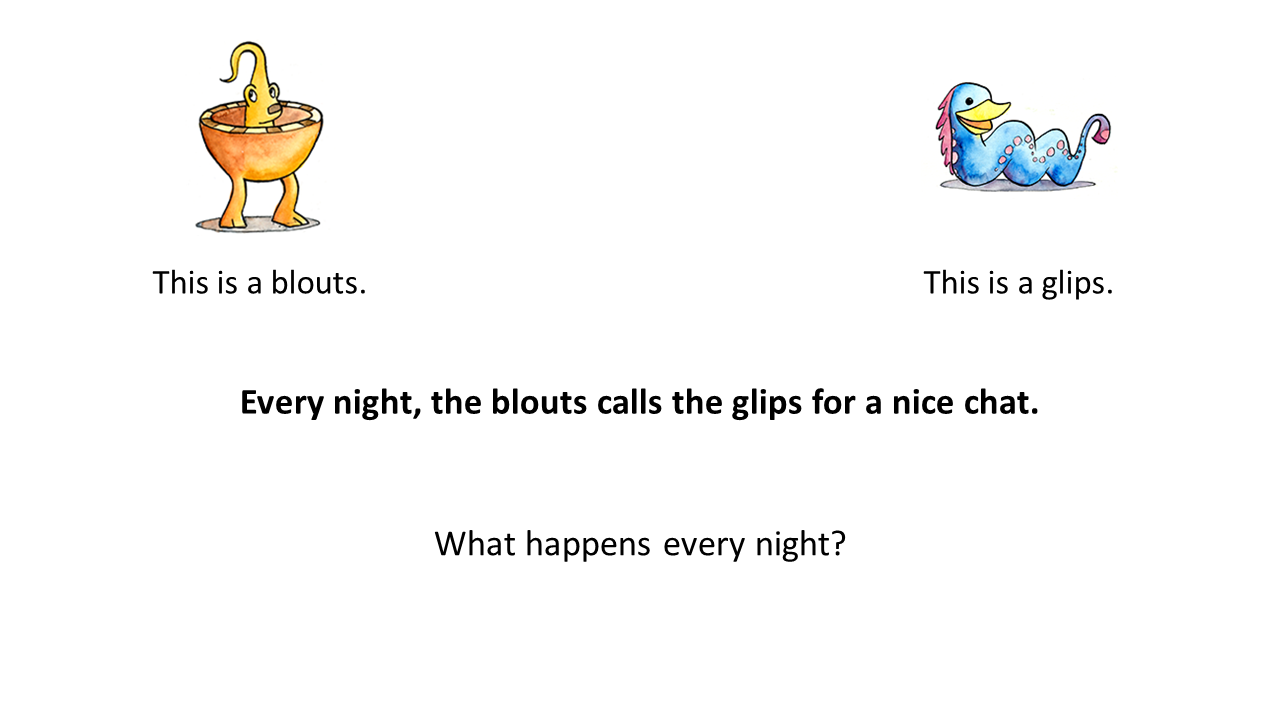 This is a blouts.
This is a glips.
Every night, the blouts calls the glips for a nice chat.
What happens every night?